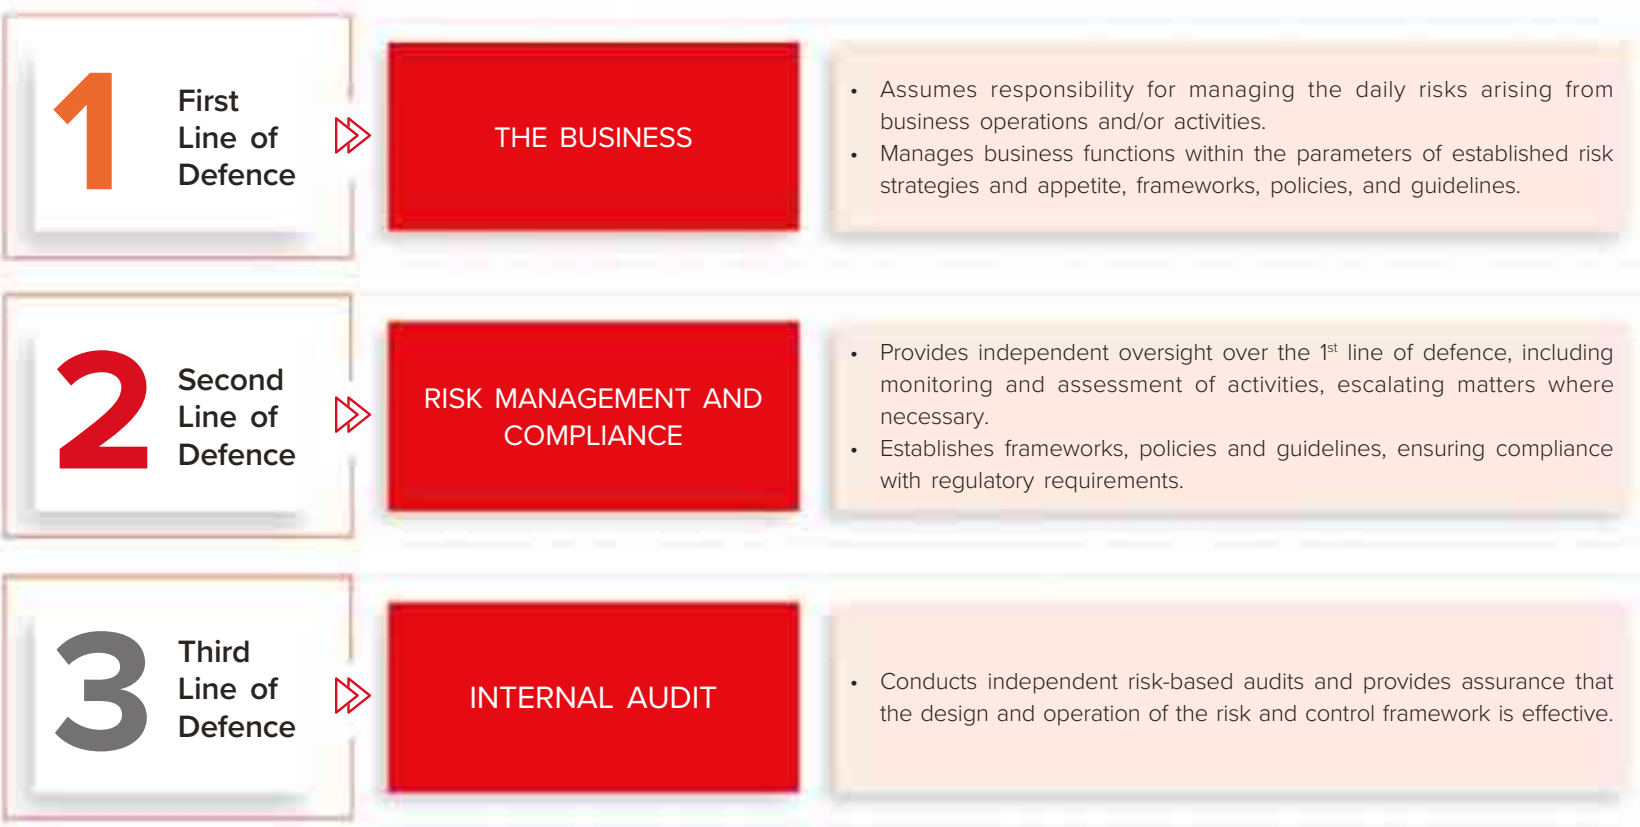 1
First
Line of
Defence
THE BUSINESS
• Assumes responsibility for managing the daily risks arising from
business operations and/or activities.
• Manages business functions within the parameters of established risk
strategies and appetite, frameworks, policies, and guidelines.
2
Second
Line of
Defence
RISK MANAGEMENT AND
COMPLIANCE
• Provides independent oversight over the 1st line of defence, including
monitoring and assessment of activities, escalating matters where
necessary.
• Establishes frameworks, policies and guidelines, ensuring compliance
with regulatory requirements.
3
Third
Line of
Defence
INTERNAL AUDIT
• Conducts independent risk-based audits and provides assurance that
the design and operation of the risk and control framework is effective.